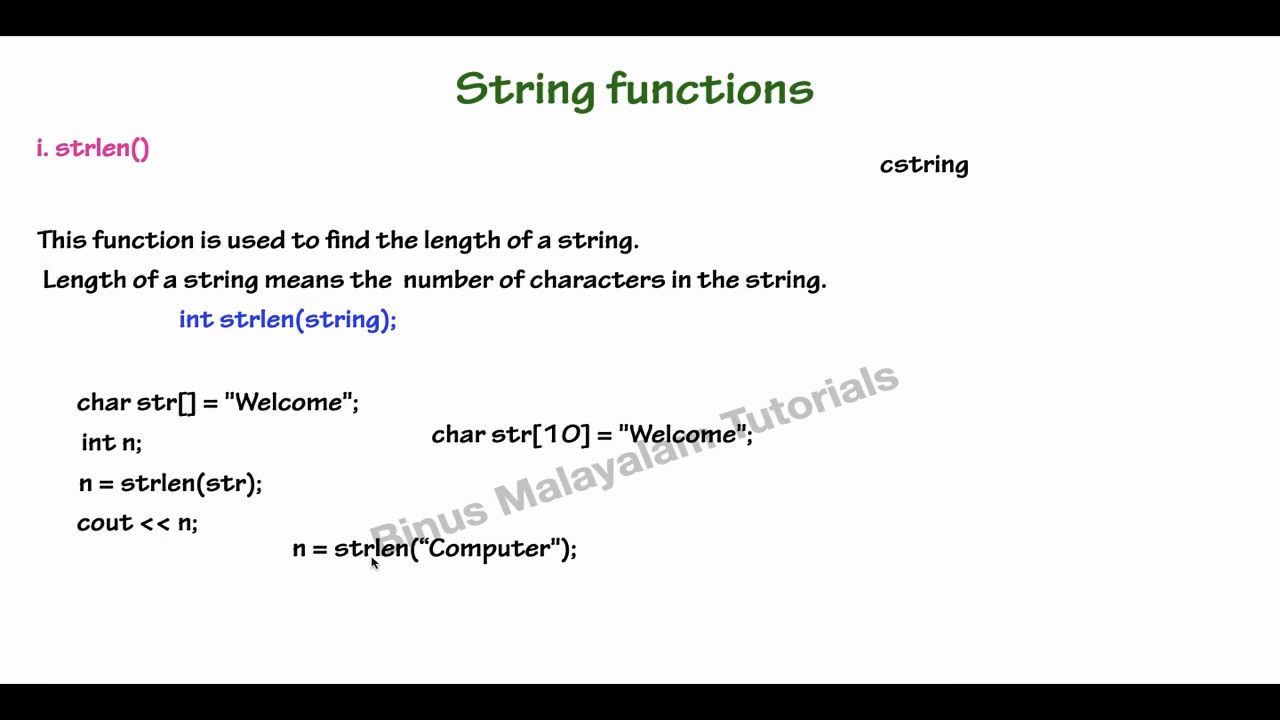 String functions
i. strlen()
cstring
This function is used to find the length of a string.
Length of a string means the number of characters in the string.
int strlen(string);
char str[] = "Welcome";
int n;
char str[10] = "Welcome";
n = strlen(str);
cout << n;
n = strlen(“Computer");
Binus Malayalam Tutorials